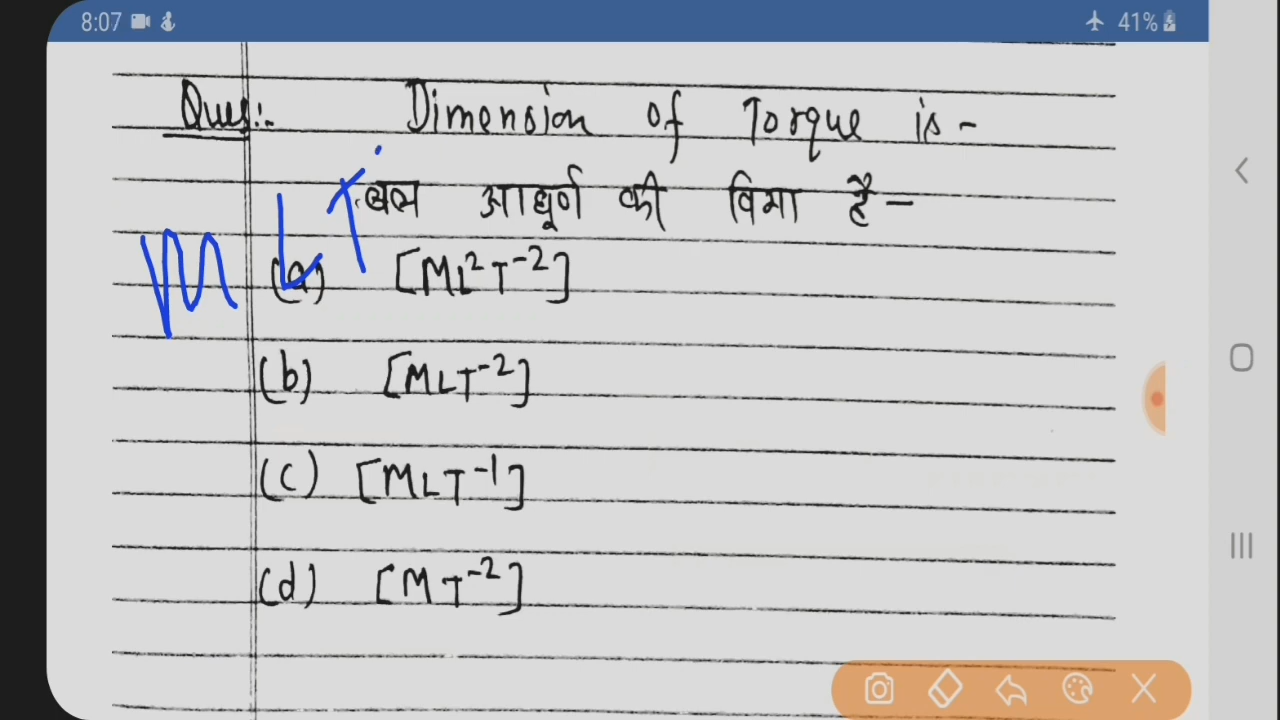 8:07 41%
Ques:- Dimension of Torque is -
बल आघूर्ण की विमा है -
M L T
(a) [ML²T⁻²]
(b) [MLT⁻²]
(c) [MLT⁻¹]
(d) [MT⁻²]